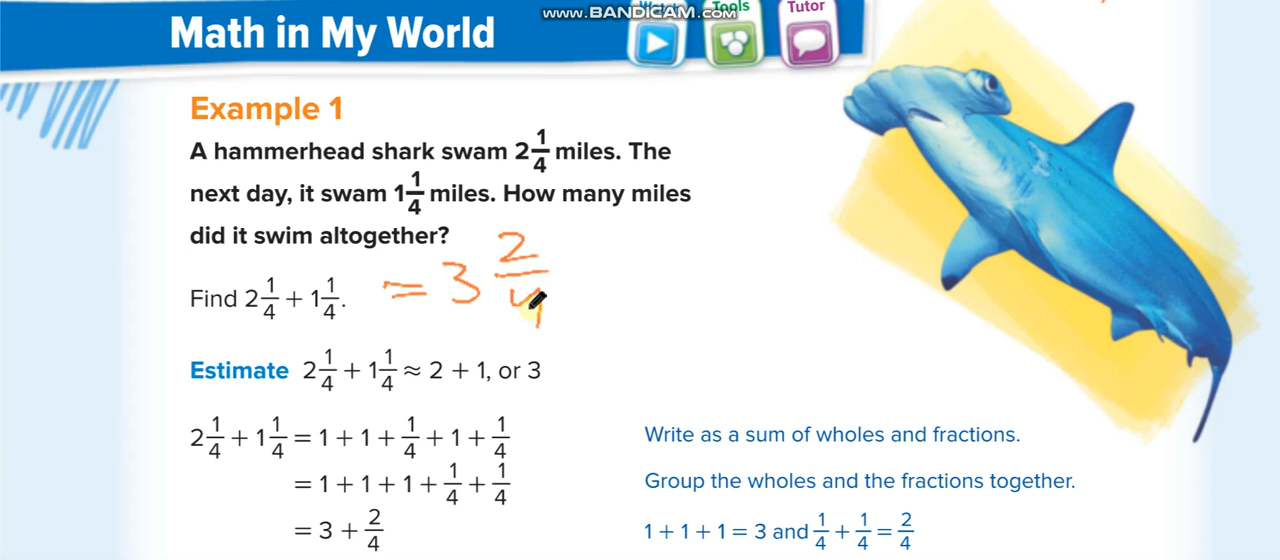 www.BANDICAM.com
Tools
Tutor
Math in My World
Example 1
A hammerhead shark swam 2 1/4 miles. The
next day, it swam 1 1/4 miles. How many miles
did it swim altogether?
Find 2 1/4 + 1 1/4. = 3 2/4
Estimate 2 1/4 + 1 1/4 ≈ 2 + 1, or 3
2 1/4 + 1 1/4 = 1 + 1 + 1/4 + 1 + 1/4 Write as a sum of wholes and fractions.
= 1 + 1 + 1 + 1/4 + 1/4 Group the wholes and the fractions together.
= 3 + 2/4 1 + 1 + 1 = 3 and 1/4 + 1/4 = 2/4